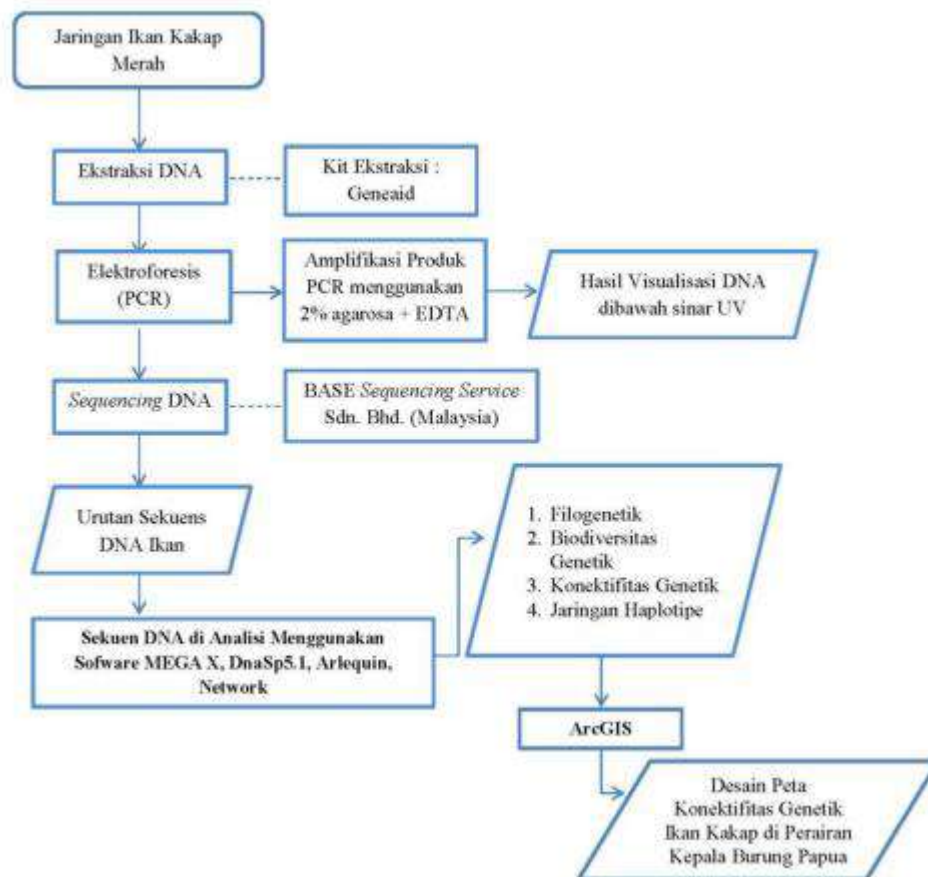 Jaringan Ikan Kakap
Merah
Ekstraksi DNA
Kit Ekstraksi :
Geneaid
Elektroforesis
(PCR)
Amplifikasi Produk
PCR menggunakan
2% agarosa + EDTA
Hasil Visualisasi DNA
dibawah sinar UV
Sequencing DNA
BASE Sequencing Service
Sdn. Bhd. (Malaysia)
Urutan Sekuens
DNA Ikan
Sekuen DNA di Analisi Menggunakan
Sofware MEGA X, DnaSp5.1, Arlequin,
Network
1. Filogenetik
2. Biodiversitas
Genetik
3. Konektifitas Genetik
4. Jaringan Haplotipe
ArcGIS
Desain Peta
Konektifitas Genetik
Ikan Kakap di Perairan
Kepala Burung Papua